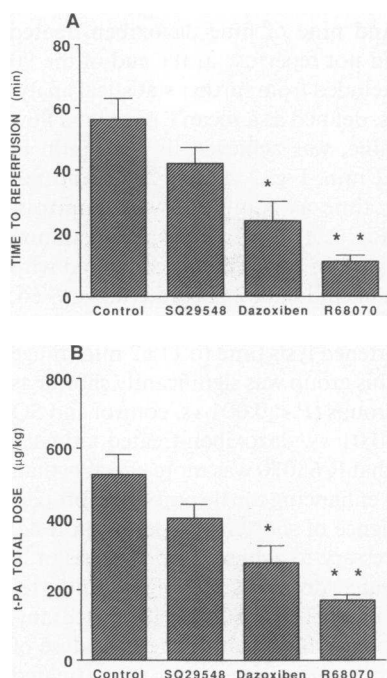 A
TIME TO REPERFUSION (min)
80
60
40
20
0
*
* *
Control SQ29548 Dazoxiben R68070
B
t-PA TOTAL DOSE (µg/kg)
800
600
400
200
0
*
* *
Control SQ29548 Dazoxiben R68070